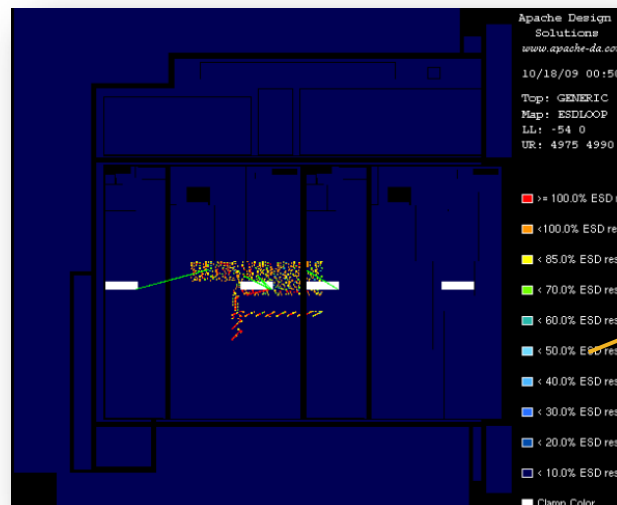 Apache Design
Solutions
www.apache-da.co
10/18/09 00:50
Top: GENERIC
Map: ESDLOOP
LL: -54 0
UR: 4975 4990
>= 100.0% ESD
<100.0% ESD res
< 85.0% ESD res
< 70.0% ESD res
< 60.0% ESD res
< 50.0% ESD res
< 40.0% ESD res
< 30.0% ESD res
< 20.0% ESD res
< 10.0% ESD res
Clamp Color